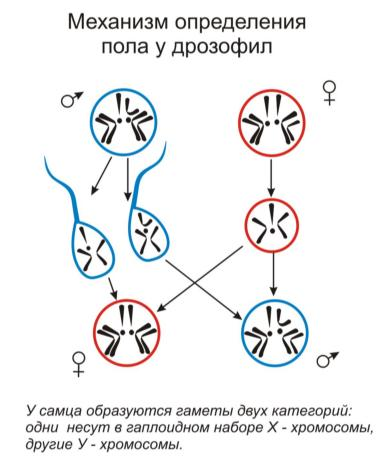 Механизм определения
пола у дрозофил
У самца образуются гаметы двух категорий:
одни несут в гаплоидном наборе X - хромосомы,
другие У - хромосомы.